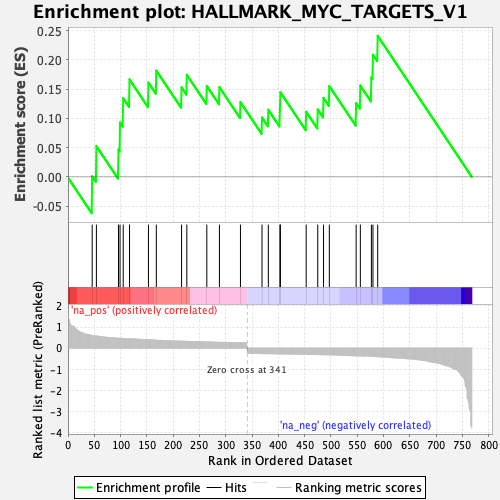 Enrichment plot: HALLMARK_MYC_TARGETS_V1
Enrichment score (ES)
0.25
0.20
0.15
0.10
0.05
0.00
-0.05
Ranked list metric (PreRanked)
2
1
0
-1
-2
-3
-4
'na_pos' (positively correlated)
Zero cross at 341
'na_neg' (negatively correlated)
0 50 100 150 200 250 300 350 400 450 500 550 600 650 700 750 800
Rank in Ordered Dataset
Enrichment profile Hits Ranking metric scores